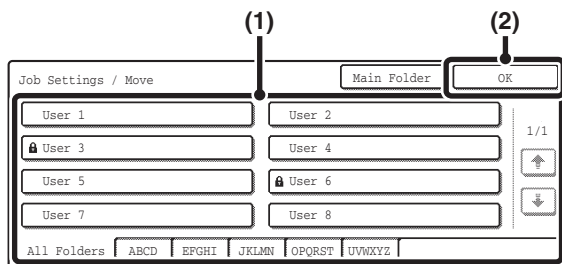 (1) (2)
Job Settings / Move Main Folder OK
User 1 User 2
1/1
User 3 User 4
User 5 User 6
User 7 User 8
All Folders ABCD EFGHI JKLMN OPQRST UVWXYZ